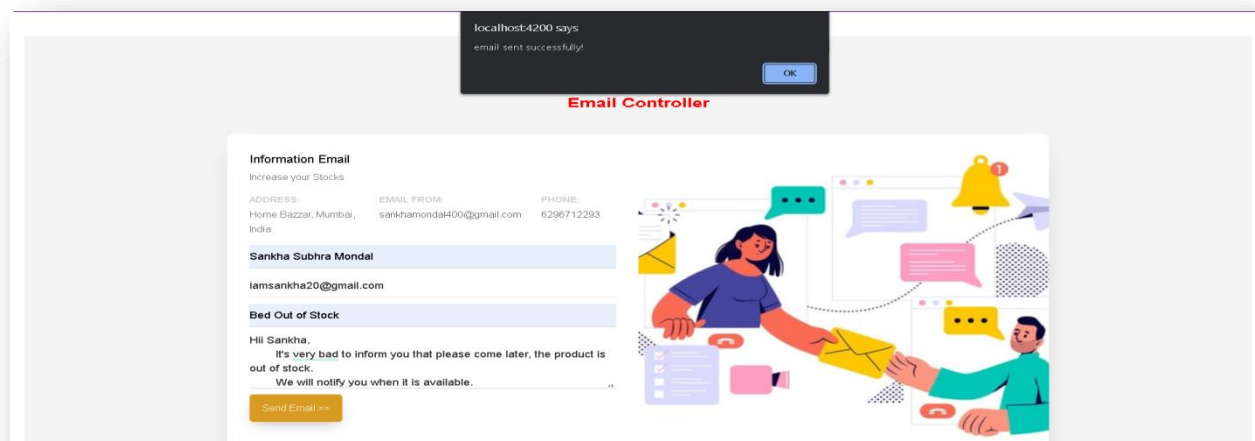 localhost:4200 says
email sent successfully!
OK
Email Controller
Information Email
Increase your Stocks
ADDRESS:
Home Bazzar, Mumbai,
India
EMAIL FROM:
sankhamondal400@gmail.com
PHONE:
6296712293
Sankha Subhra Mondal
iamsankha20@gmail.com
Bed Out of Stock
Hii Sankha,
It's very bad to inform you that please come later, the product is
out of stock.
We will notify you when it is available.
Send Email >>
1